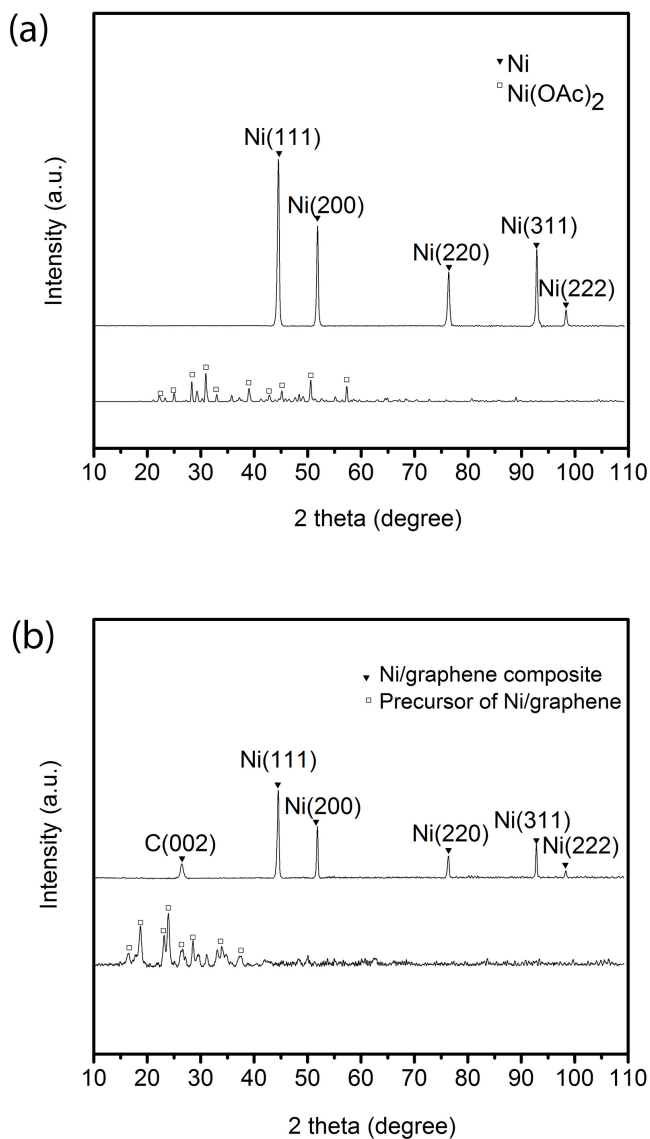 (a)
Ni
Ni(OAc)2
Ni(111)
Ni(200)
Ni(220)
Ni(311)
Ni(222)
Intensity (a.u.)
10 20 30 40 50 60 70 80 90 100 110
2 theta (degree)
(b)
Ni/graphene composite
Precursor of Ni/graphene
Ni(111)
Ni(200)
C(002)
Ni(220)
Ni(311)
Ni(222)
Intensity (a.u.)
10 20 30 40 50 60 70 80 90 100 110
2 theta (degree)